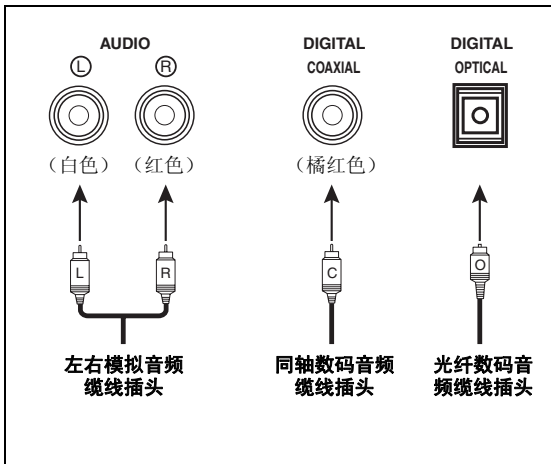 AUDIO
L R
(白色) (红色)
L R
左右模拟音频
缆线插头
DIGITAL
COAXIAL
(橘红色)
C
同轴数码音频
缆线插头
DIGITAL
OPTICAL
O
光纤数码音
频缆线插头